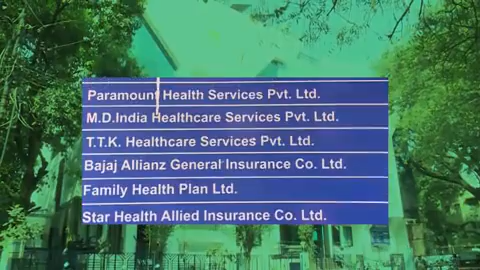 Paramount Health Services Pvt. Ltd.
M.D.India Healthcare Services Pvt. Ltd.
T.T.K. Healthcare Services Pvt. Ltd.
Bajaj Allianz General Insurance Co. Ltd.
Family Health Plan Ltd.
Star Health Allied Insurance Co. Ltd.